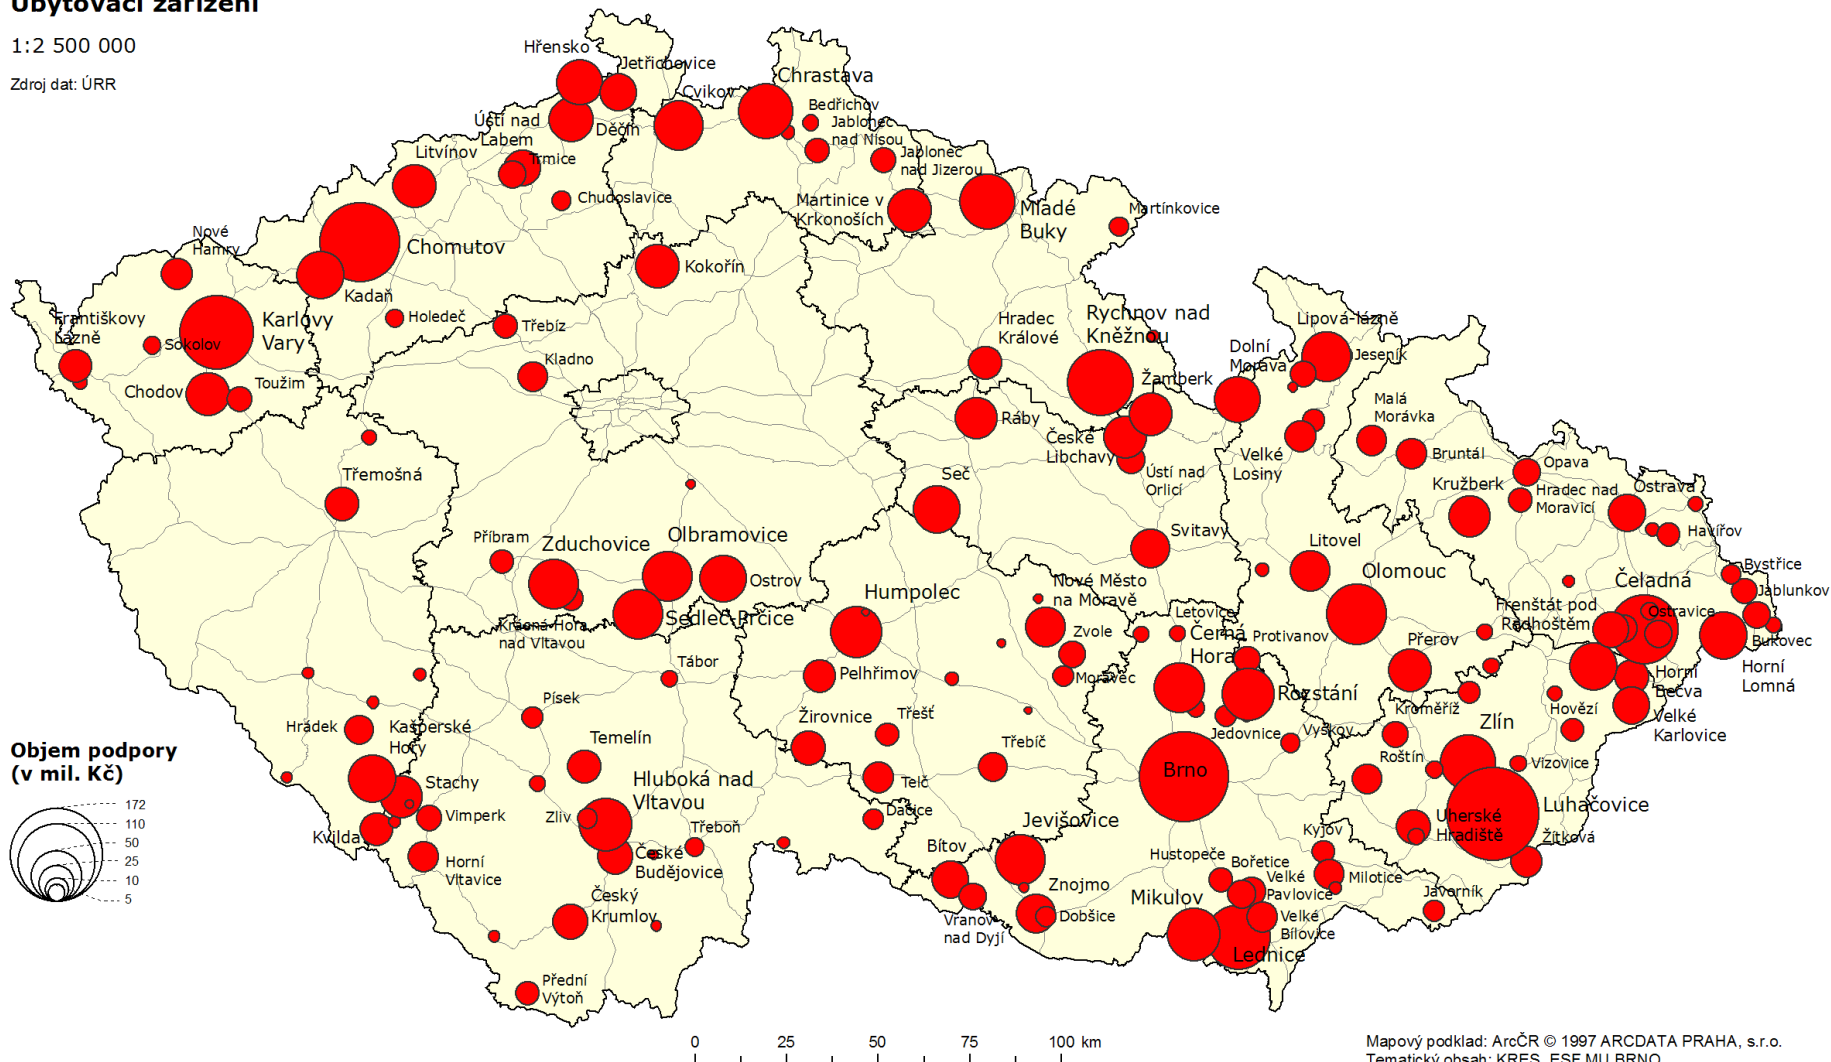 Ubytovací zařízení
1:2 500 000
Zdroj dat: ÚRR
Hřensko
Jetřichovice
Chrastava
Cvikov
Bedřichov
Jablonec
nad Nisou
Ústí nad
Labem
Děčín
Litvínov
Trmice
Jablonec
nad Jizerou
Chudoslavice
Martinice v
Krkonoších
Mladé
Buky
Martínkovice
Nové
Hamry
Chomutov
Kokořín
Kadaň
Holedeč
Třebíz
Františkovy
Lázně
Sokolov
Karlovy
Vary
Hradec
Králové
Rychnov nad
Kněžnou
Lipová-lázně
Dolní
Morava
Jeseník
Kladno
Chodov
Toužim
Žamberk
Malá
Morávka
Ráby
České
Libchavy
Ústí nad
Orlicí
Velké
Losiny
Bruntál
Opava
Třemošná
Seč
Kružberk
Hradec nad
Moravicí
Ostrava
Havířov
Příbram
Zduchovice
Olbramovice
Ostrov
Svitavy
Litovel
Olomouc
Bystřice
Čeladná
Jablunkov
Humpolec
Nové Město
na Moravě
Letovice
Frenštát pod
Radhoštěm
Ostravice
Krásná Hora
nad Vltavou
Sedlec-Prčice
Zvole
Černá
Hora
Protivanov
Přerov
Bukovec
Horní
Lomná
Tábor
Pelhřimov
Moravec
Rozstání
Horní
Bečva
Písek
Žirovnice
Třešť
Kroměříž
Hovězí
Velké
Karlovice
Hrádek
Kašperské
Hory
Temelín
Třebíč
Jedovnice
Vyškov
Zlín
Roštín
Vizovice
Objem podpory
(v mil. Kč)
172
110
50
25
10
5
Stachy
Hluboká nad
Vltavou
Telč
Brno
Luhačovice
Vimperk
Zliv
Dačice
Jevišovice
Uherské
Hradiště
Kvilda
Třeboň
Kyjov
Žítková
Horní
Vltavice
České
Budějovice
Bítov
Hustopeče
Bořetice
Velké
Pavlovice
Milotice
Znojmo
Mikulov
Javorník
Český
Krumlov
Vranov
nad Dyjí
Dobšice
Velké
Bílovice
Lednice
Přední
Výtoň
0 25 50 75 100 km
Mapový podklad: ArcČR © 1997 ARCDATA PRAHA, s.r.o.
Tematický obsah: KRES, ESF MU BRNO